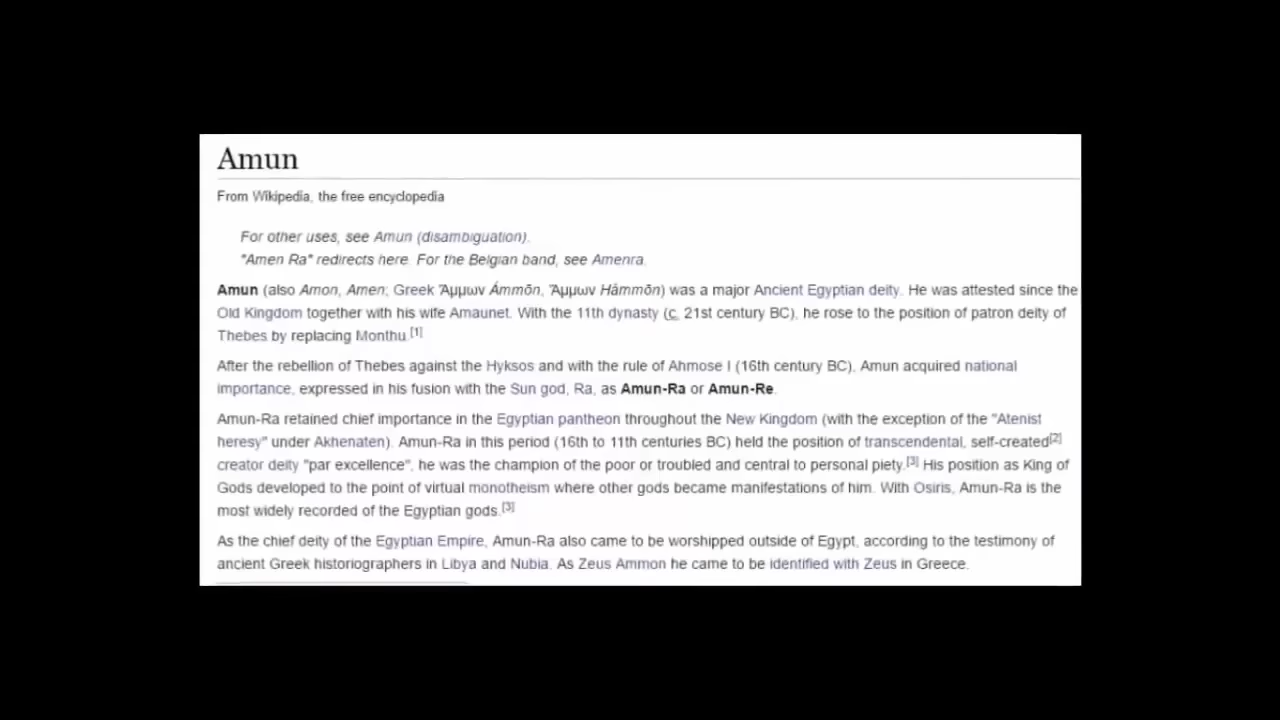 Amun
From Wikipedia, the free encyclopedia
For other uses, see Amun (disambiguation).
"Amen Ra" redirects here. For the Belgian band, see Amenra.
Amun (also Amon, Amen; Greek Ἄμμων Ámmōn, Ἅμμων Hámmōn) was a major Ancient Egyptian deity. He was attested since the
Old Kingdom together with his wife Amaunet. With the 11th dynasty (c. 21st century BC), he rose to the position of patron deity of
Thebes by replacing Monthu.[1]
After the rebellion of Thebes against the Hyksos and with the rule of Ahmose I (16th century BC), Amun acquired national
importance, expressed in his fusion with the Sun god, Ra, as Amun-Ra or Amun-Re.
Amun-Ra retained chief importance in the Egyptian pantheon throughout the New Kingdom (with the exception of the "Atenist
heresy" under Akhenaten). Amun-Ra in this period (16th to 11th centuries BC) held the position of transcendental, self-created[2]
creator deity "par excellence", he was the champion of the poor or troubled and central to personal piety.[3] His position as King of
Gods developed to the point of virtual monotheism where other gods became manifestations of him. With Osiris, Amun-Ra is the
most widely recorded of the Egyptian gods.[3]
As the chief deity of the Egyptian Empire, Amun-Ra also came to be worshipped outside of Egypt, according to the testimony of
ancient Greek historiographers in Libya and Nubia. As Zeus Ammon he came to be identified with Zeus in Greece.